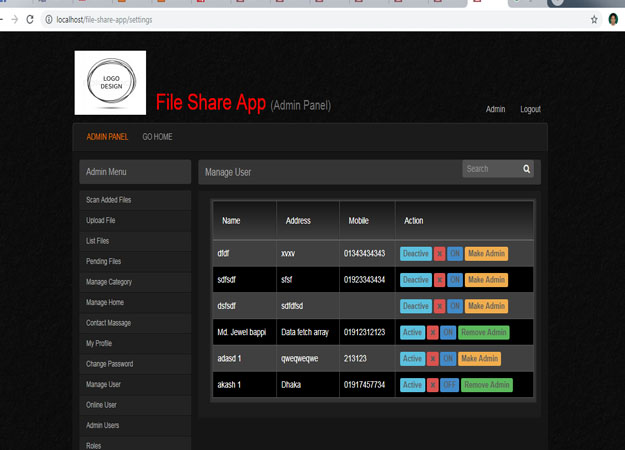 localhost/file-share-app/settings
LOGO
DESIGN
File Share App (Admin Panel)
Admin Logout
ADMIN PANEL GO HOME
Admin Menu
Scan Added Files
Upload File
List Files
Pending Files
Manage Category
Manage Home
Contact Massage
My Profile
Change Password
Manage User
Online User
Admin Users
Roles
Manage User Search
Name Address Mobile Action
dfdf xxxv 01343434343 Deactive x ON Make Admin
sdfsdf sfsf 01923343434 Active x ON Make Admin
dsfsdf sdfdfsd Deactive x ON Make Admin
Md. Jewel bappi Data fetch array 01912312123 Active x ON Remove Admin
adasd 1 qweqweqwe 213123 Active x ON Make Admin
akash 1 Dhaka 01917457734 Active x OFF Remove Admin